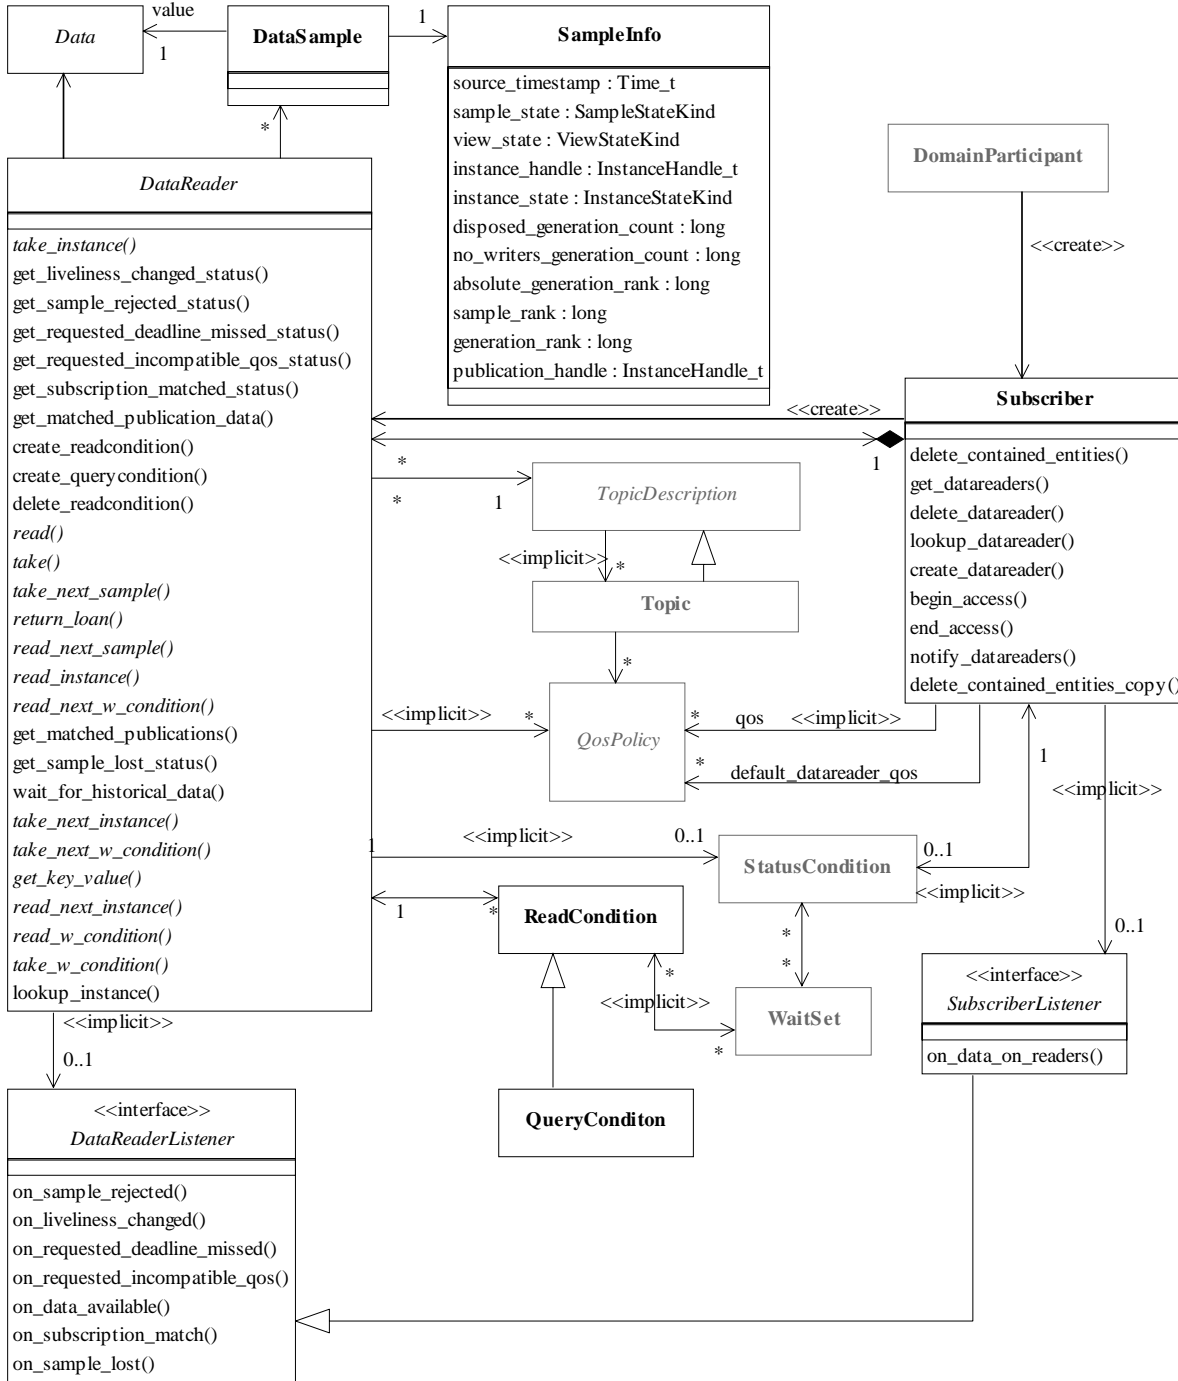 value
1
Data
DataSample
1
SampleInfo
source_timestamp : Time_t
sample_state : SampleStateKind
view_state : ViewStateKind
instance_handle : InstanceHandle_t
instance_state : InstanceStateKind
disposed_generation_count : long
no_writers_generation_count : long
absolute_generation_rank : long
sample_rank : long
generation_rank : long
publication_handle : InstanceHandle_t
*
DomainParticipant
<<create>>
DataReader
take_instance()
get_liveliness_changed_status()
get_sample_rejected_status()
get_requested_deadline_missed_status()
get_requested_incompatible_qos_status()
get_subscription_matched_status()
get_matched_publication_data()
create_readcondition()
create_querycondition()
delete_readcondition()
read()
take()
take_next_sample()
return_loan()
read_next_sample()
read_instance()
read_next_w_condition()
get_matched_publications()
get_sample_lost_status()
wait_for_historical_data()
take_next_instance()
take_next_w_condition()
get_key_value()
read_next_instance()
read_w_condition()
take_w_condition()
lookup_instance()
<<create>>
*
1
Subscriber
delete_contained_entities()
get_datareaders()
delete_datareader()
lookup_datareader()
create_datareader()
begin_access()
end_access()
notify_datareaders()
delete_contained_entities_copy()
*
1
TopicDescription
<<implicit>>
*
Topic
*
<<implicit>>
*
QosPolicy
*
qos
<<implicit>>
*
default_datareader_qos
1
<<implicit>>
0..1
StatusCondition
1
0..1
<<implicit>>
<<implicit>>
0..1
1
*
ReadCondition
*
*
*
<<implicit>>
*
WaitSet
QueryConditon
<<interface>>
SubscriberListener
on_data_on_readers()
<<implicit>>
0..1
<<interface>>
DataReaderListener
on_sample_rejected()
on_liveliness_changed()
on_requested_deadline_missed()
on_requested_incompatible_qos()
on_data_available()
on_subscription_match()
on_sample_lost()